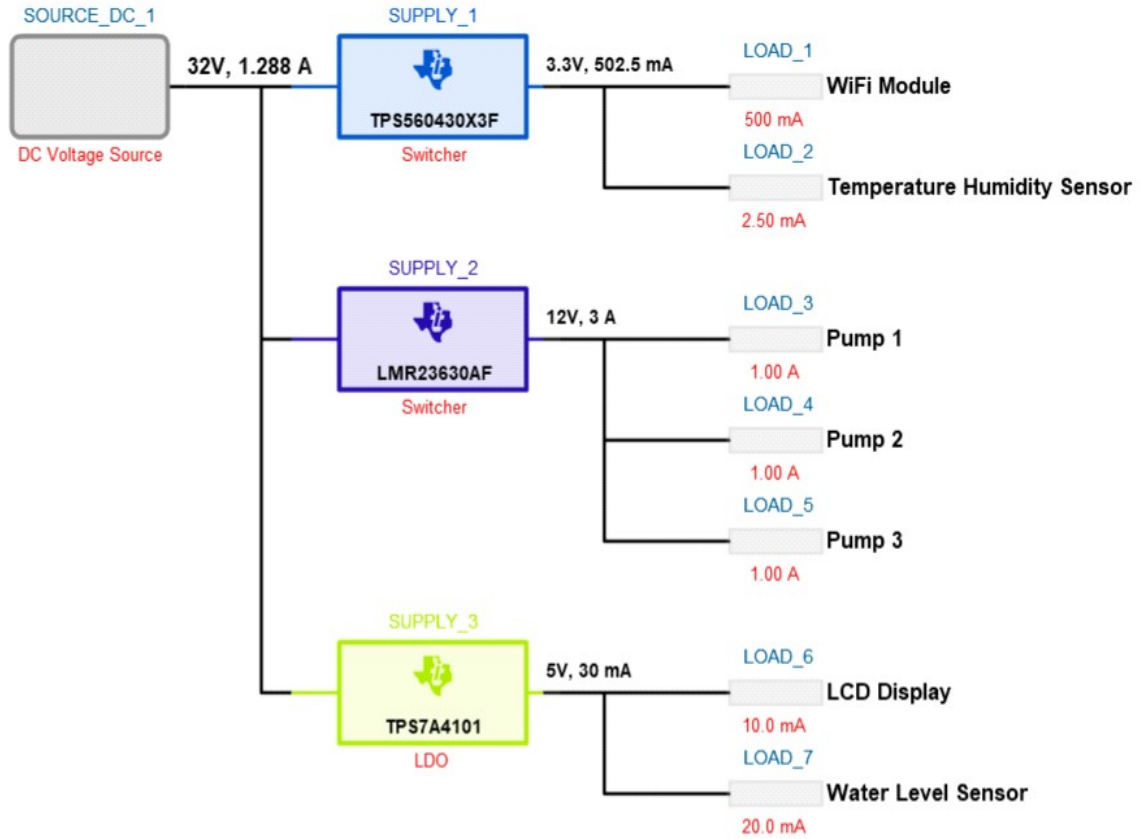 SOURCE_DC_1
32V, 1.288 A
DC Voltage Source
SUPPLY_1
TPS560430X3F
Switcher
3.3V, 502.5 mA
LOAD_1
WiFi Module
500 mA
LOAD_2
Temperature Humidity Sensor
2.50 mA
SUPPLY_2
LMR23630AF
Switcher
12V, 3 A
LOAD_3
Pump 1
1.00 A
LOAD_4
Pump 2
1.00 A
LOAD_5
Pump 3
1.00 A
SUPPLY_3
TPS7A4101
LDO
5V, 30 mA
LOAD_6
LCD Display
10.0 mA
LOAD_7
Water Level Sensor
20.0 mA